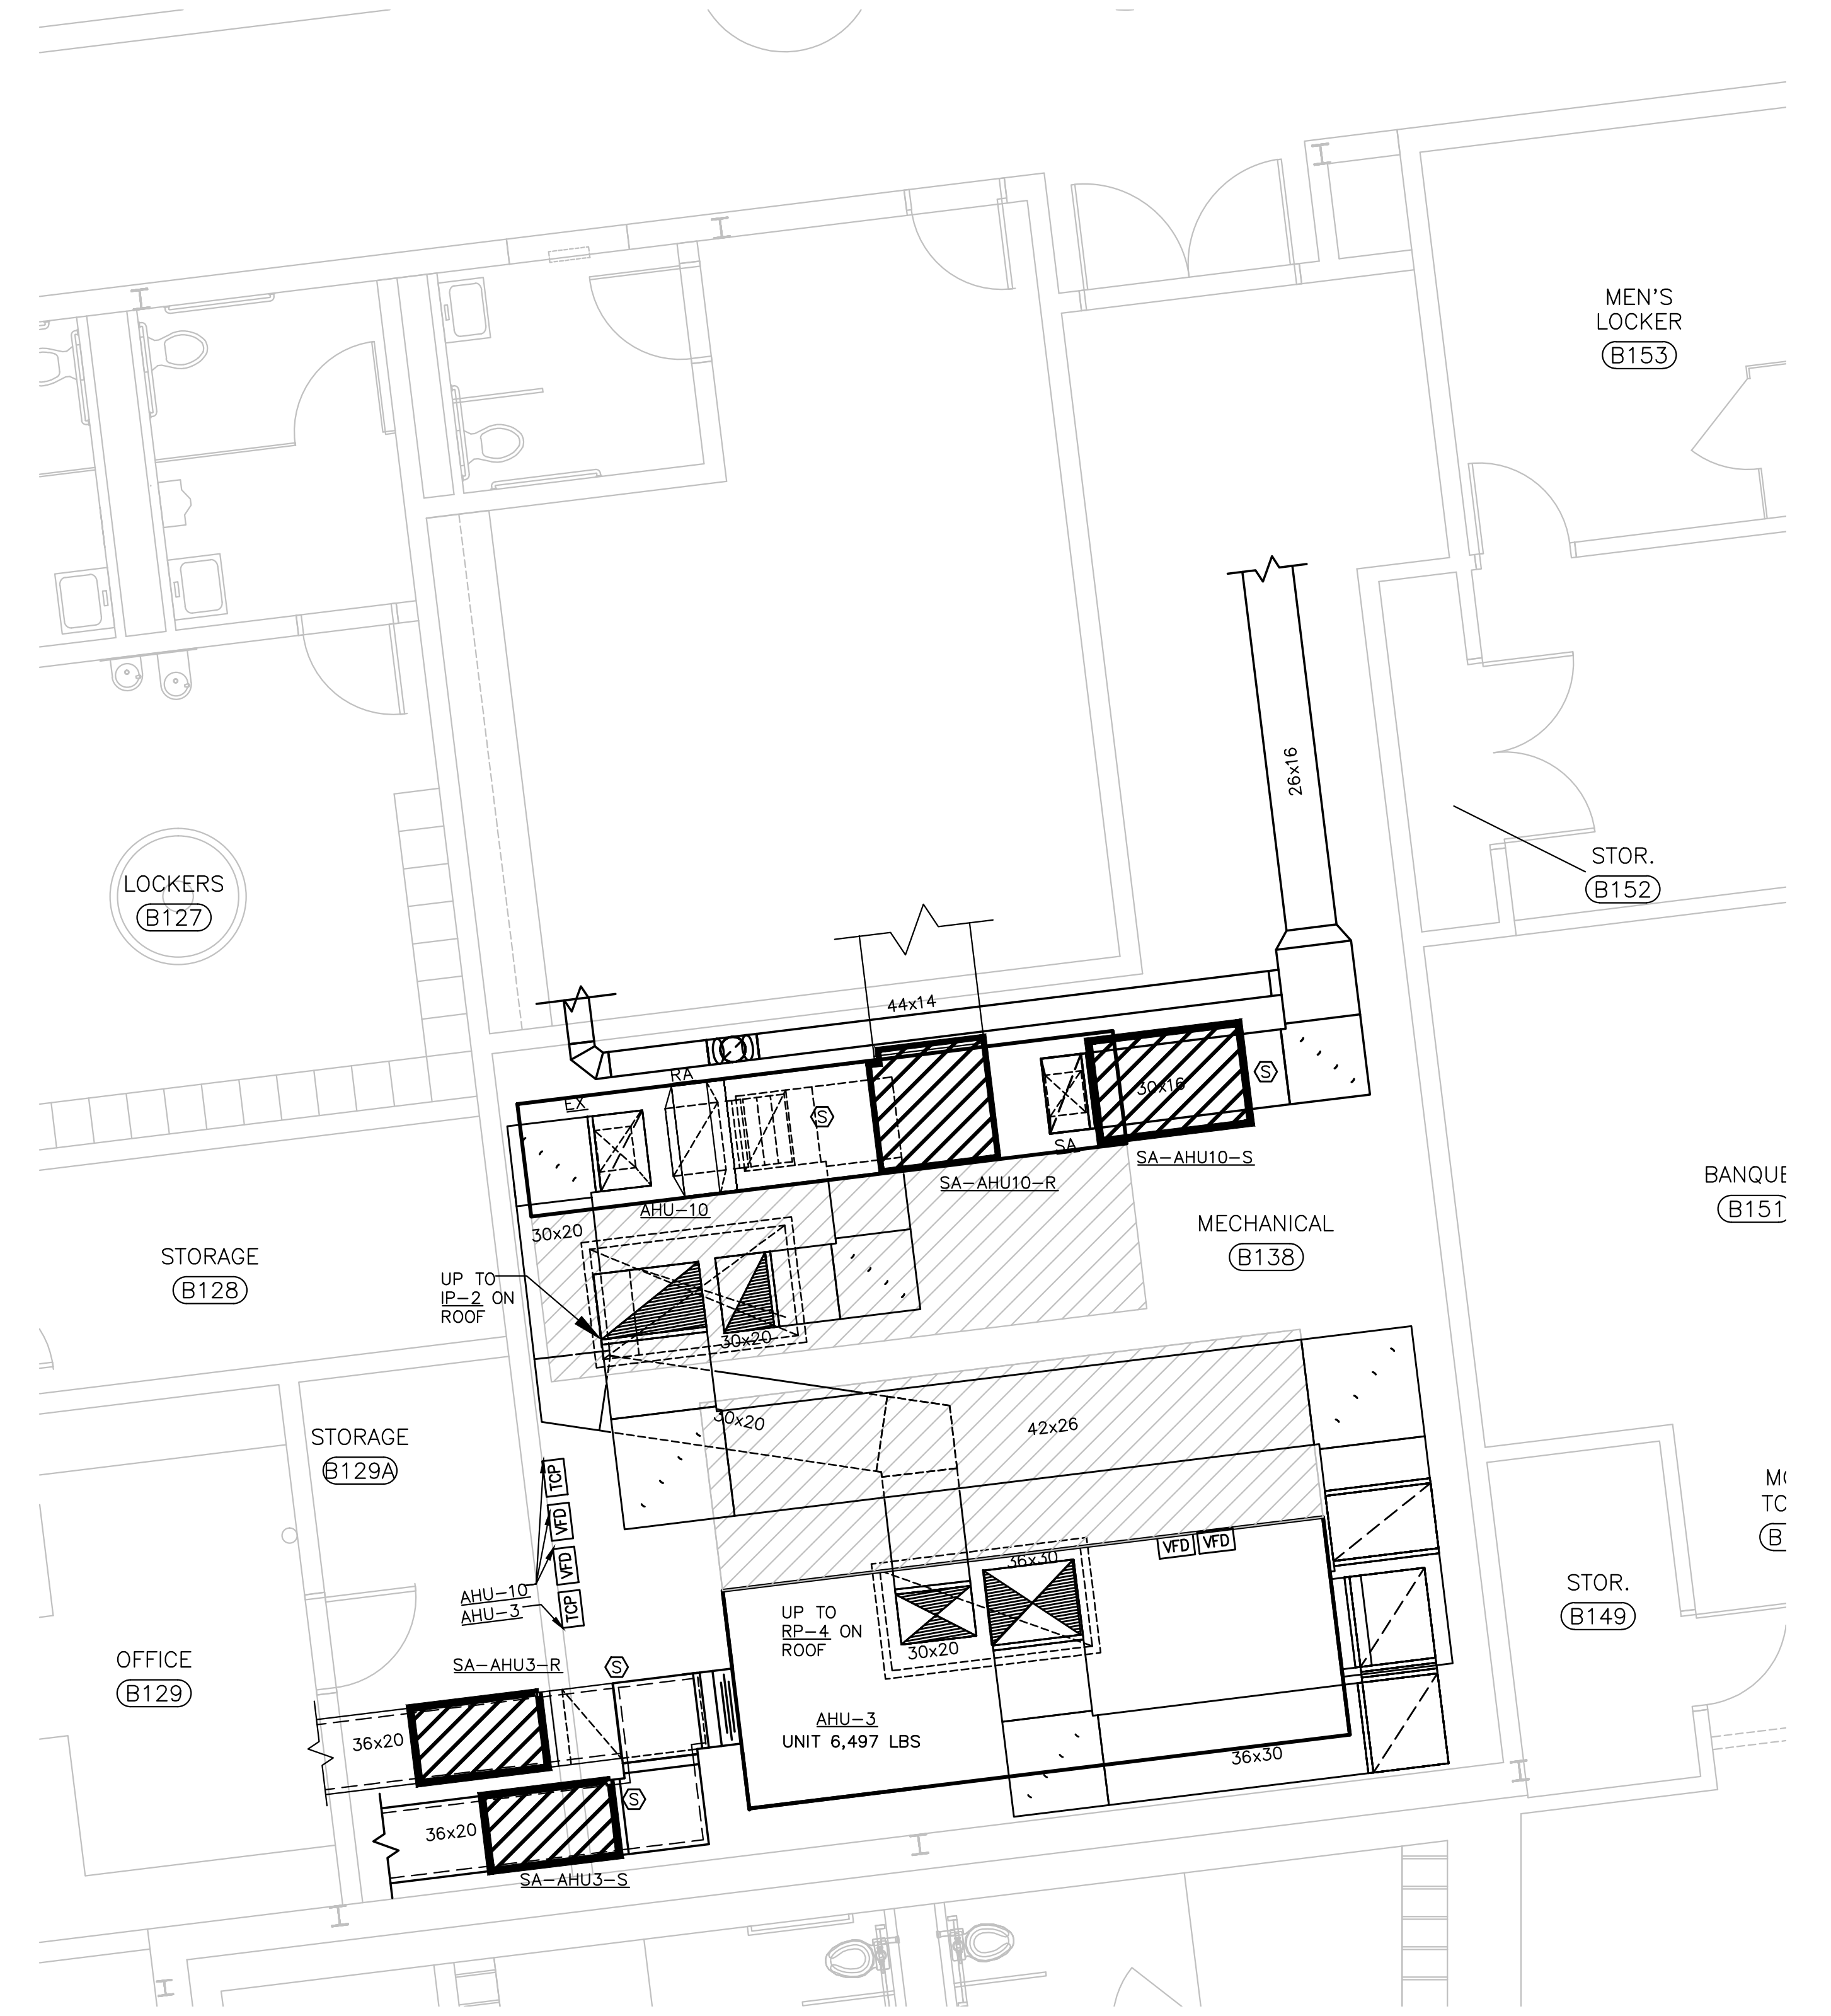 MEN'S
LOCKER
B153
26x16
STOR.
B152
LOCKERS
B127
44x14
RA
EX
S
30x16
S
SA
SA-AHU10-S
SA-AHU10-R
AHU-10
BANQUE
B151
MECHANICAL
B138
30x20
STORAGE
B128
UP TO
IP-2 ON
ROOF
30x20
30x20
42x26
STORAGE
B129A
TCP
VFD
VFD
TCP
AHU-10
AHU-3
VFD
VFD
36x30
UP TO
RP-4 ON
ROOF
30x20
STOR.
B149
OFFICE
B129
SA-AHU3-R
S
36x20
AHU-3
UNIT 6,497 LBS
36x30
S
36x20
SA-AHU3-S